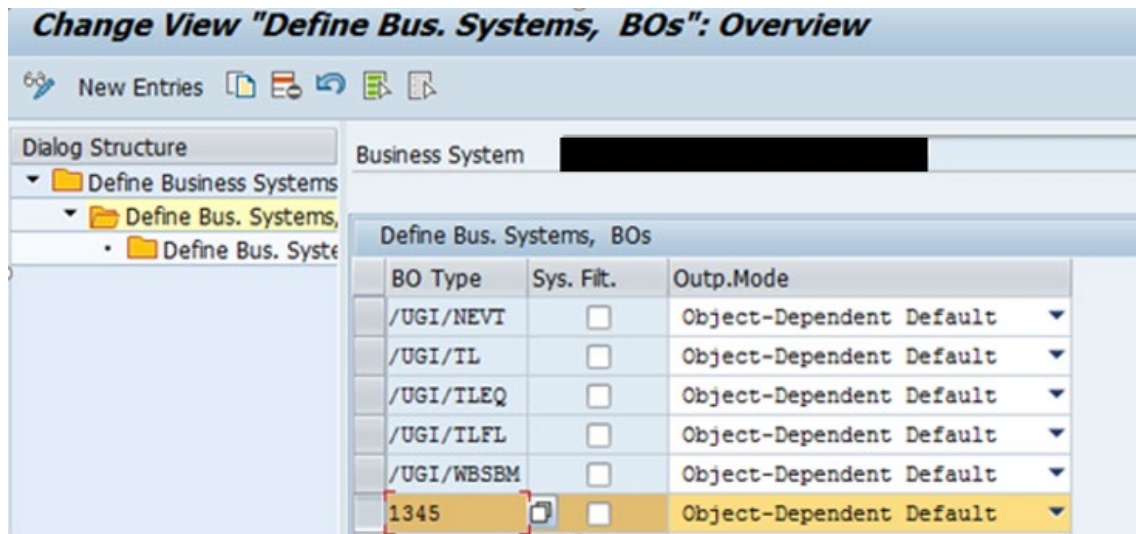 Change View "Define Bus. Systems, BOs": Overview
New Entries
Dialog Structure
Define Business Systems
Define Bus. Systems,
Define Bus. Syste
Business System
Define Bus. Systems, BOs
BO Type Sys. Filt. Outp.Mode
/UGI/NEVT Object-Dependent Default
/UGI/TL Object-Dependent Default
/UGI/TLEQ Object-Dependent Default
/UGI/TLFL Object-Dependent Default
/UGI/WBSBM Object-Dependent Default
1345 Object-Dependent Default